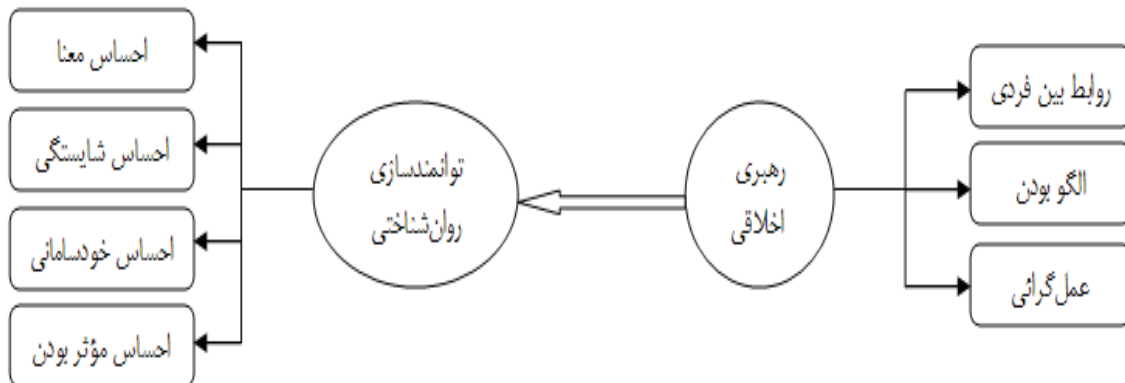 روابط بین فردی
الگو بودن
عمل‌گرائی
رهبری
اخلاقی
توانمندسازی
روان‌شناختی
احساس معنا
احساس شایستگی
احساس خودسامانی
احساس مؤثر بودن